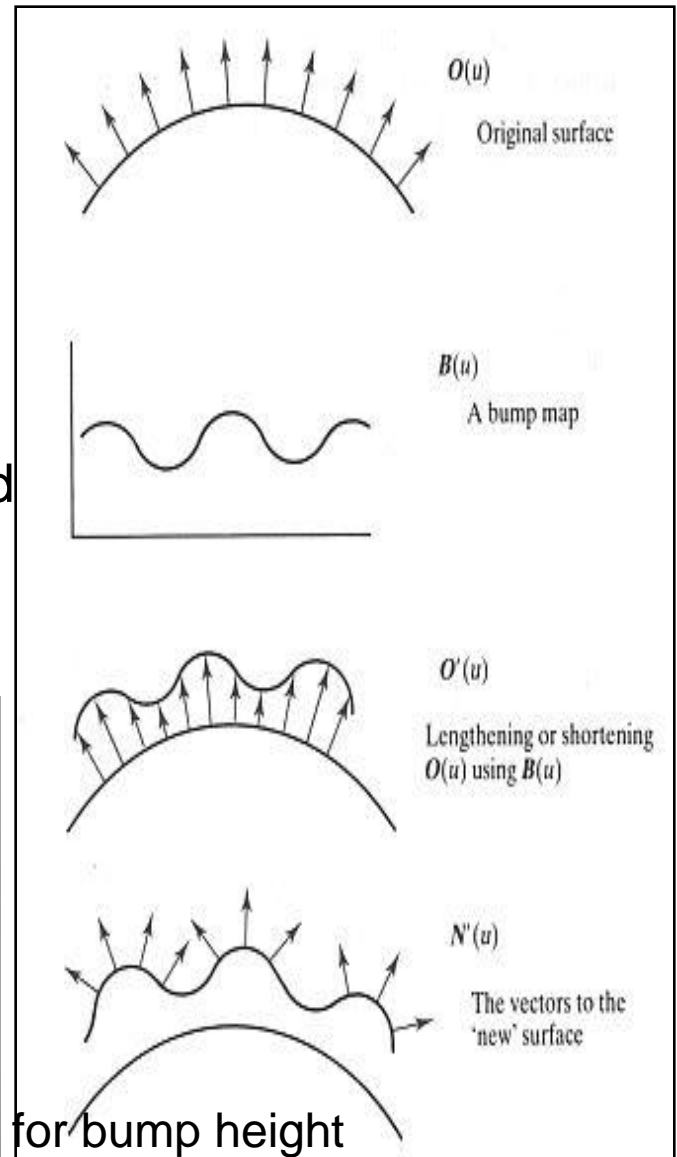 O(u)
Original surface
B(u)
A bump map
d
O'(u)
Lengthening or shortening
O(u) using B(u)
N'(u)
The vectors to the
'new' surface
for bump height